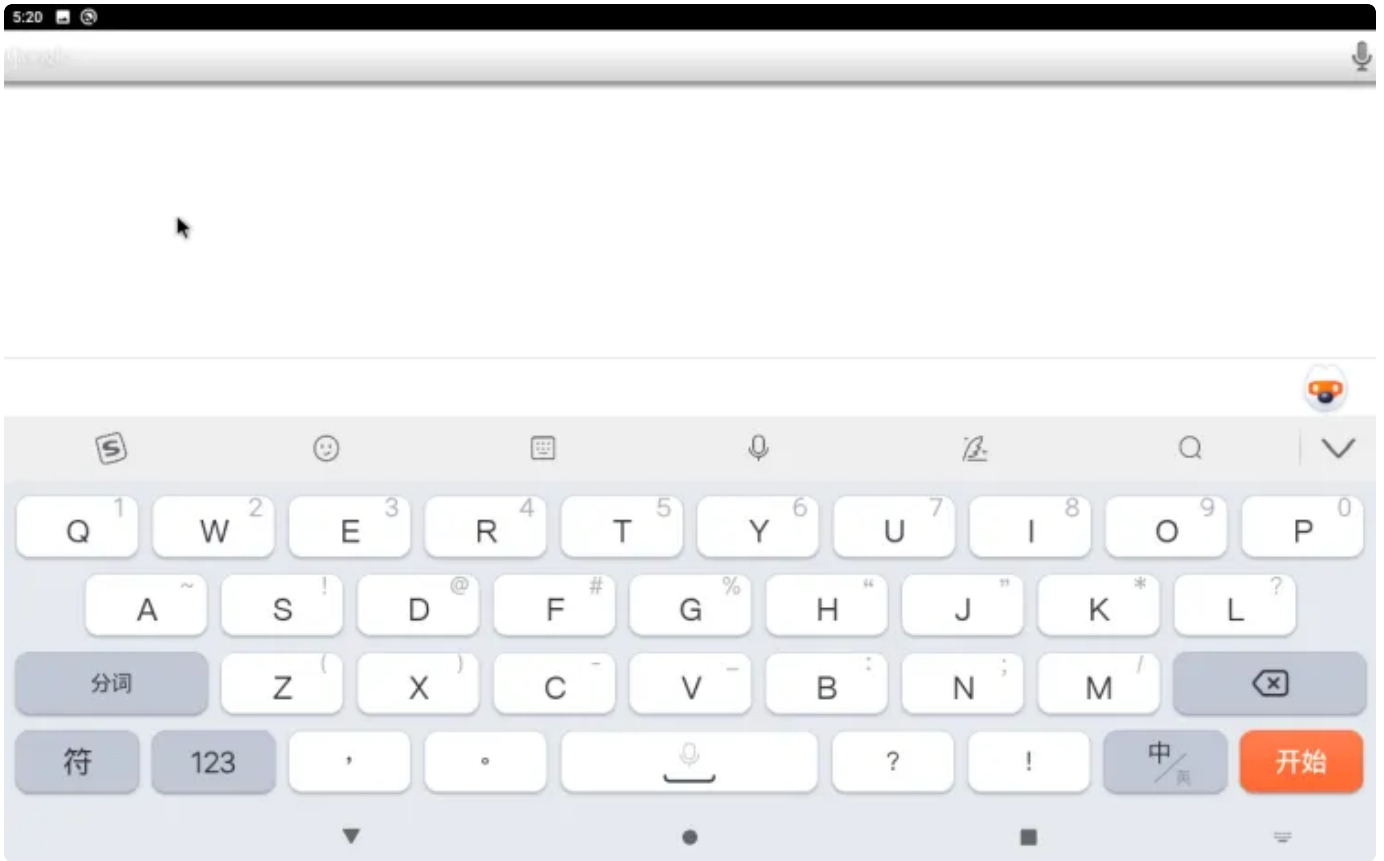 5:20
Google
1 2 3 4 5 6 7 8 9 0
Q W E R T Y U I O P
~ ! @ # % “ ” * ?
A S D F G H J K L
( ) - _ : ; /
分词 Z X C V B N M
符 123 , 。 ? ! 中/英 开始